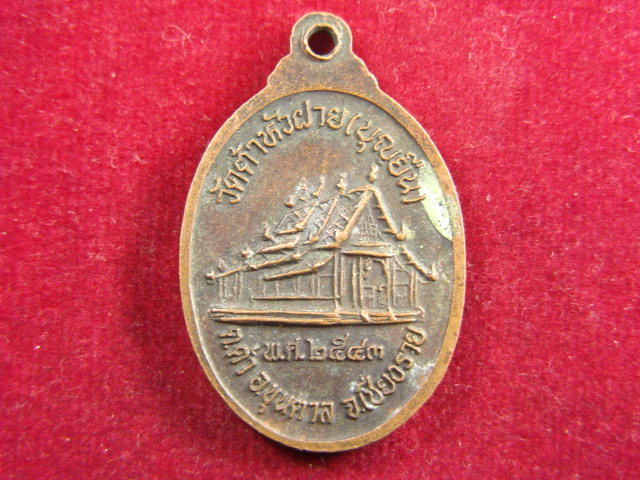 วัดต้าหัวฝาย(บุญยืน)
พ.ศ.๒๕๔๓
ต.ต้า อ.ขุนตาล จ.เชียงราย